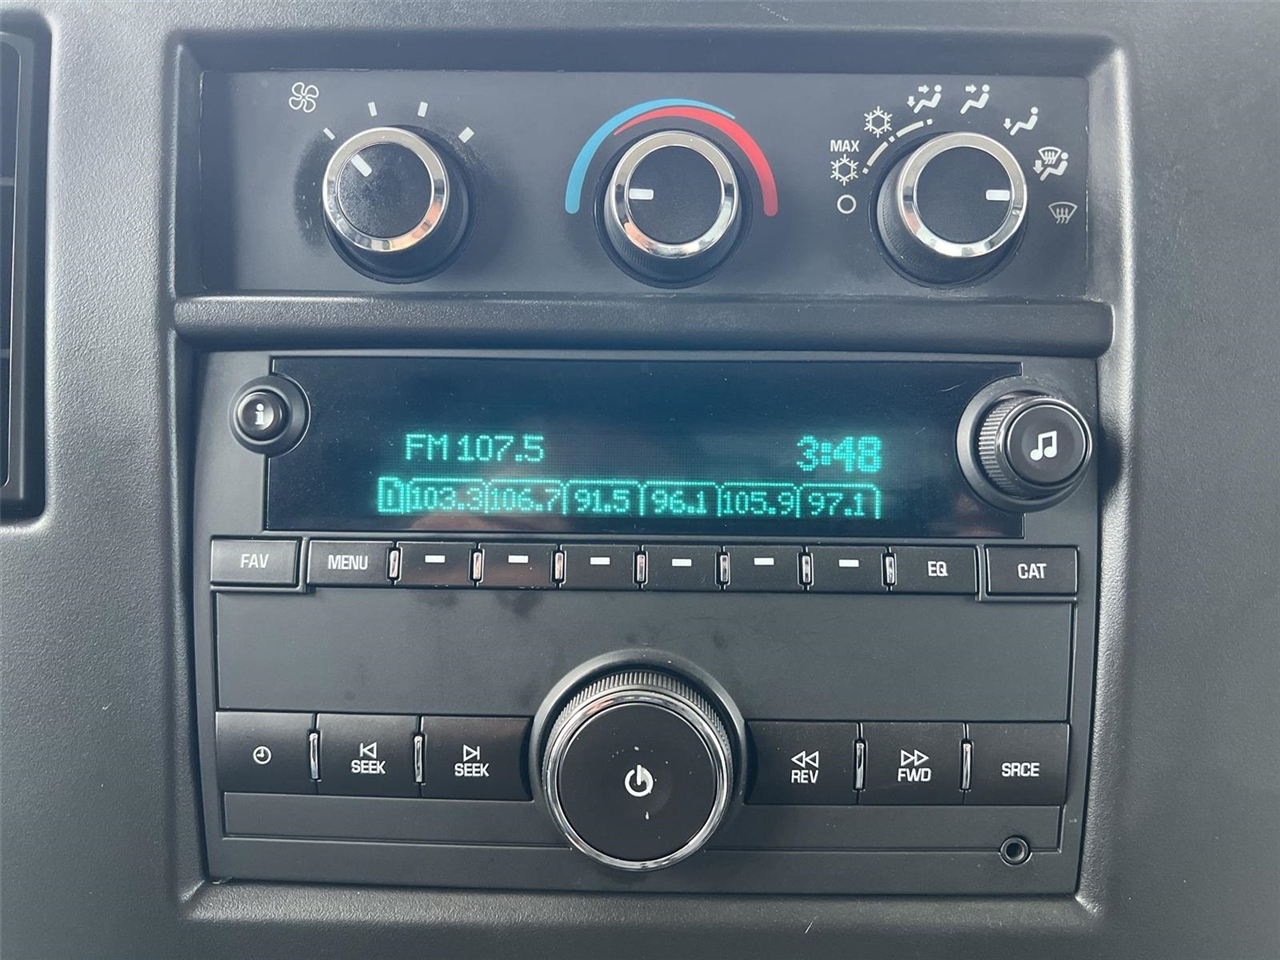 MAX
i
FM 107.5 3:48
D 103.3 106.7 91.5 96.1 105.9 97.1
FAV MENU EQ CAT
SEEK SEEK REV FWD SRCE